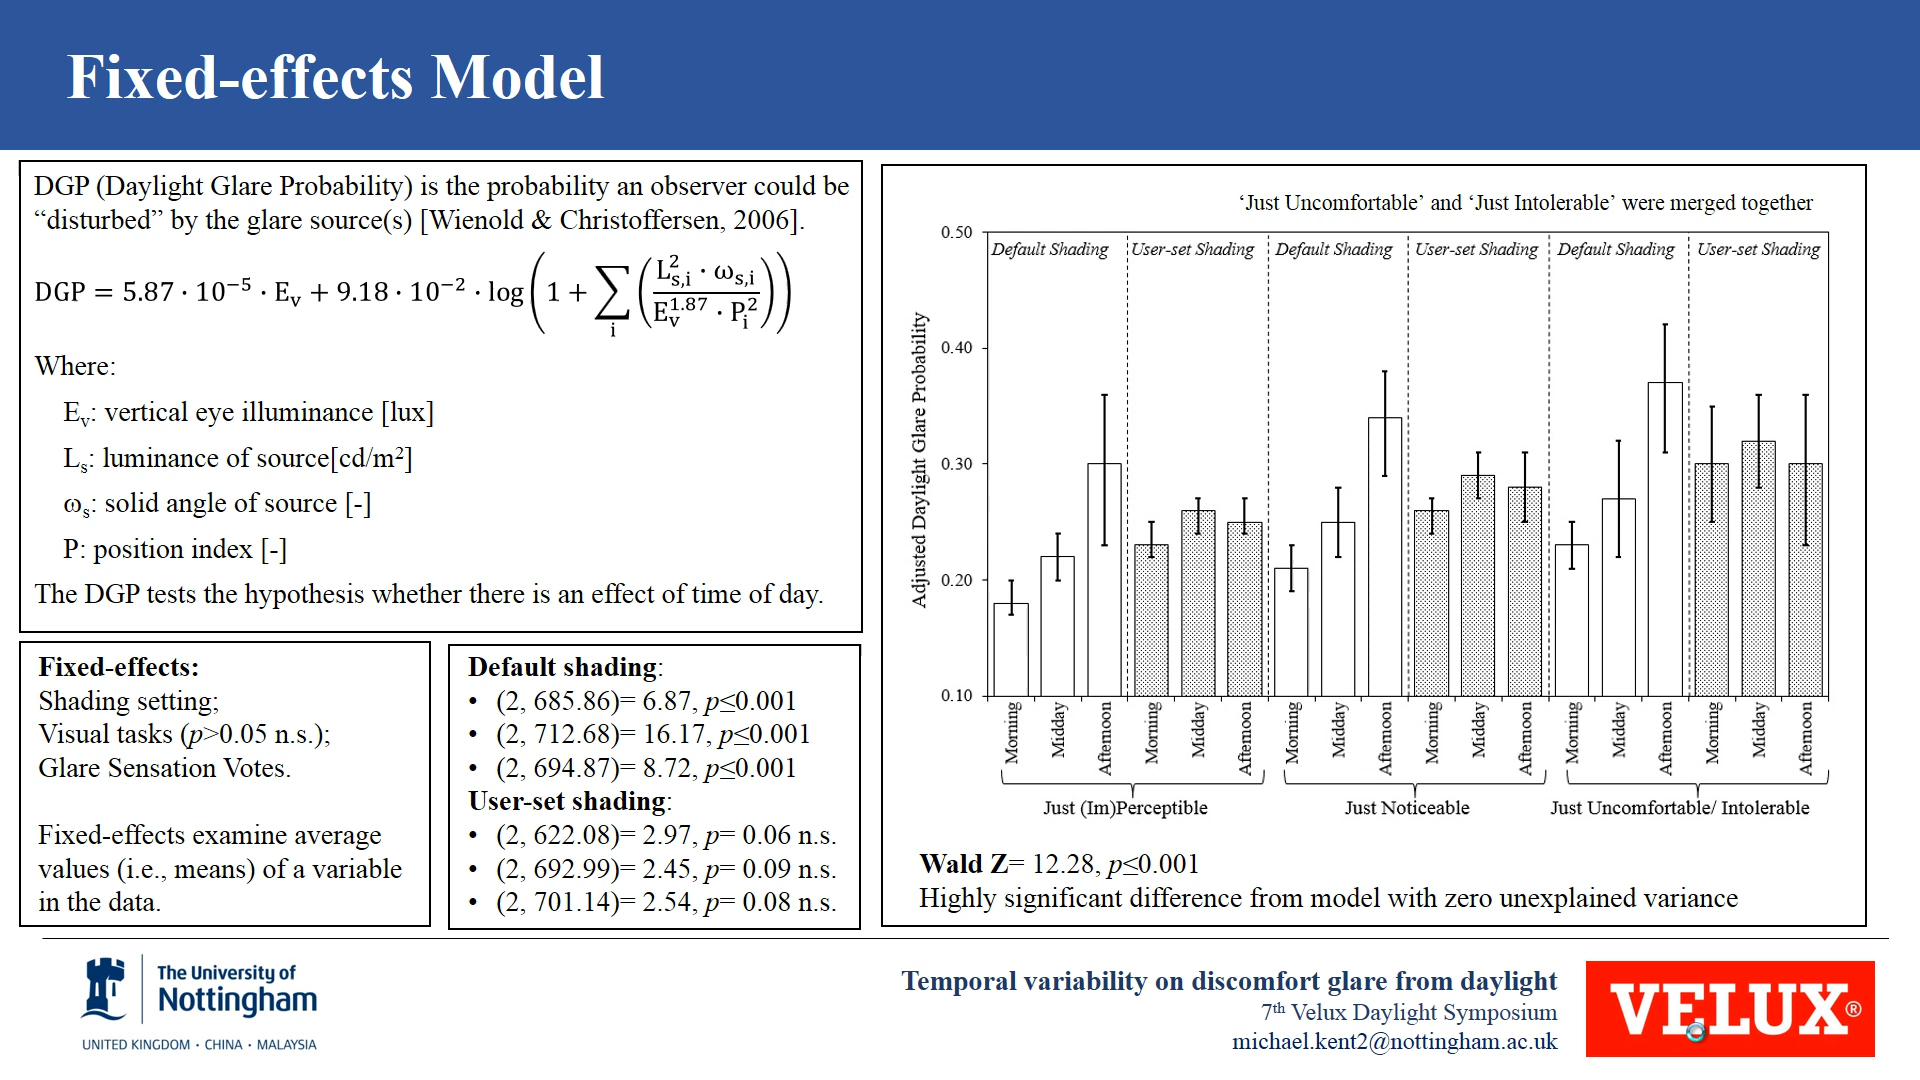 Fixed-effects Model
DGP (Daylight Glare Probability) is the probability an observer could be
“disturbed” by the glare source(s) [Wienold & Christoffersen, 2006].
DGP = 5.87 · 10⁻⁵ · Eᵥ + 9.18 · 10⁻² · log(1 + ∑ᵢ (L²s,i · ωs,i / Eᵥ^1.87 · Pᵢ²))
Where:
Eᵥ: vertical eye illuminance [lux]
Lₛ: luminance of source[cd/m²]
ωₛ: solid angle of source [-]
P: position index [-]
The DGP tests the hypothesis whether there is an effect of time of day.
Fixed-effects:
Shading setting;
Visual tasks (p>0.05 n.s.);
Glare Sensation Votes.
Fixed-effects examine average
values (i.e., means) of a variable
in the data.
Default shading:
• (2, 685.86)= 6.87, p≤0.001
• (2, 712.68)= 16.17, p≤0.001
• (2, 694.87)= 8.72, p≤0.001
User-set shading:
• (2, 622.08)= 2.97, p= 0.06 n.s.
• (2, 692.99)= 2.45, p= 0.09 n.s.
• (2, 701.14)= 2.54, p= 0.08 n.s.
‘Just Uncomfortable’ and ‘Just Intolerable’ were merged together
Default Shading User-set Shading Default Shading User-set Shading Default Shading User-set Shading
Adjusted Daylight Glare Probability
0.50
0.40
0.30
0.20
0.10
Morning Midday Afternoon Morning Midday Afternoon Morning Midday Afternoon Morning Midday Afternoon Morning Midday Afternoon Morning Midday Afternoon
Just (Im)Perceptible Just Noticeable Just Uncomfortable/ Intolerable
Wald Z= 12.28, p≤0.001
Highly significant difference from model with zero unexplained variance
The University of
Nottingham
UNITED KINGDOM · CHINA · MALAYSIA
Temporal variability on discomfort glare from daylight
7th Velux Daylight Symposium
michael.kent2@nottingham.ac.uk
VELUX®